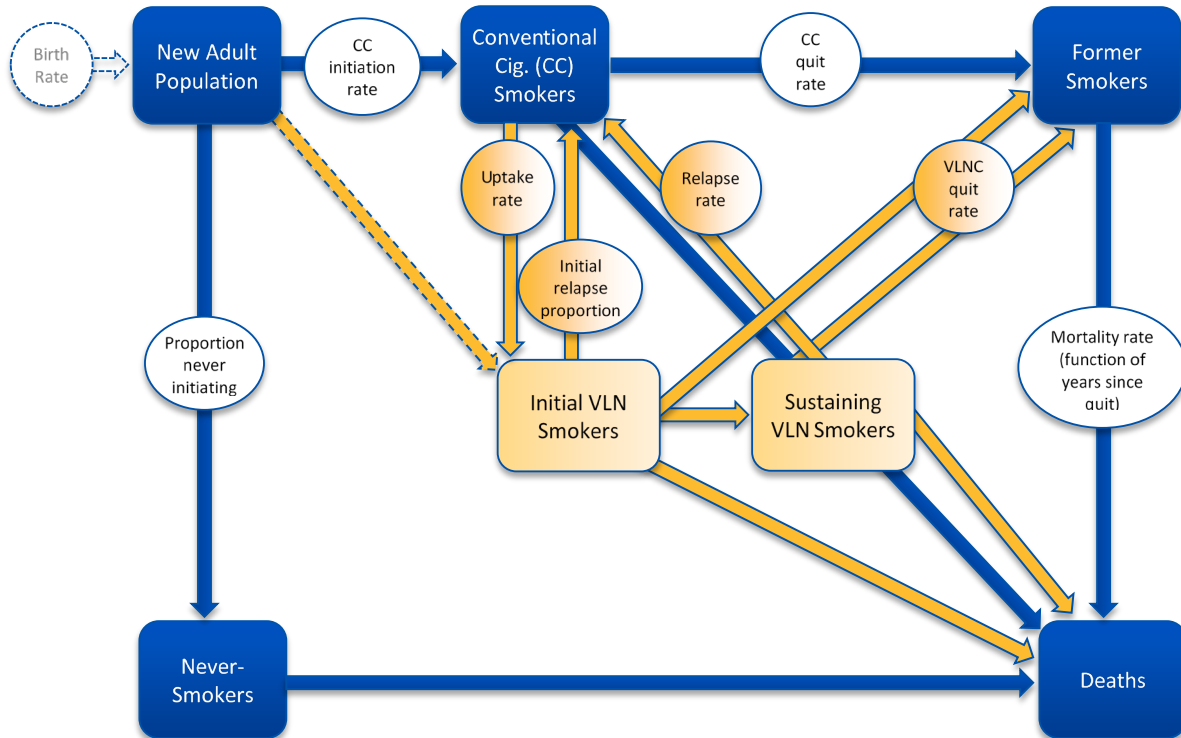 Birth
Rate
New Adult
Population
CC
initiation
rate
Conventional
Cig. (CC)
Smokers
CC
quit
rate
Former
Smokers
Uptake
rate
Relapse
rate
VLNC
quit
rate
Initial
relapse
proportion
Proportion
never
initiating
Mortality rate
(function of
years since
quit)
Initial VLN
Smokers
Sustaining
VLN Smokers
Never-
Smokers
Deaths